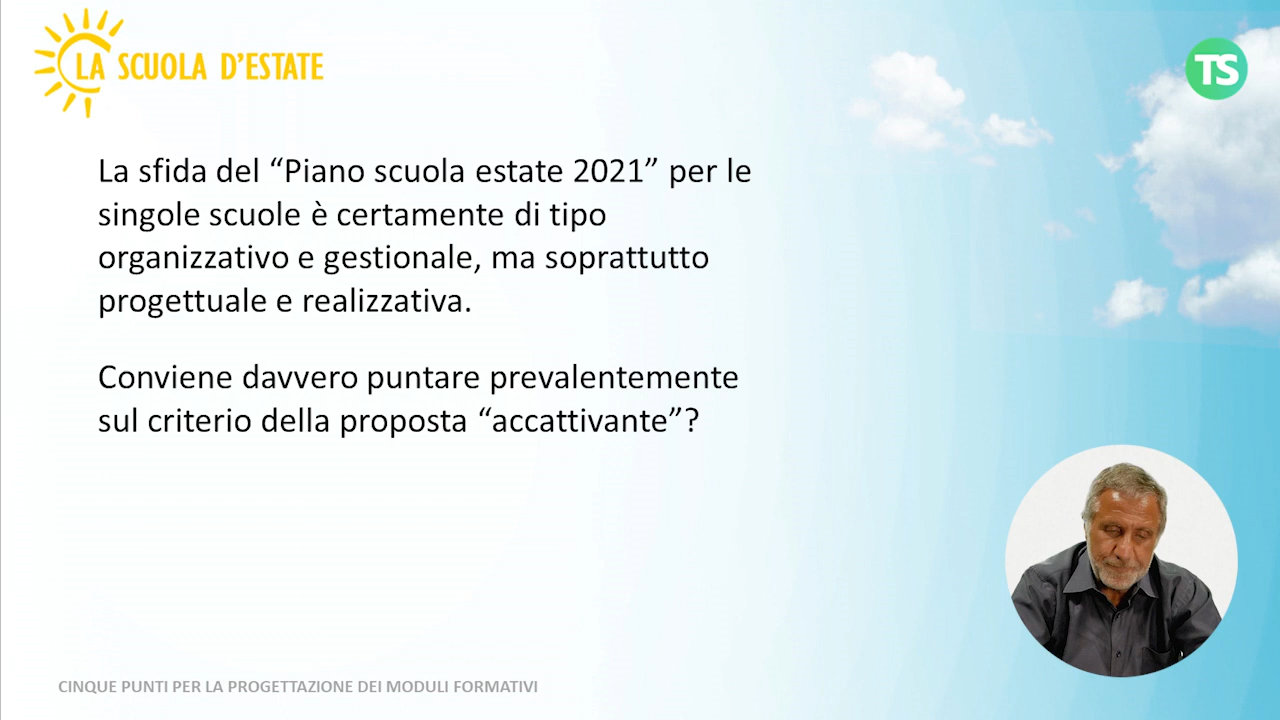 LA SCUOLA D'ESTATE
TS
La sfida del “Piano scuola estate 2021” per le
singole scuole è certamente di tipo
organizzativo e gestionale, ma soprattutto
progettuale e realizzativa.
Conviene davvero puntare prevalentemente
sul criterio della proposta “accattivante”?
CINQUE PUNTI PER LA PROGETTAZIONE DEI MODULI FORMATIVI